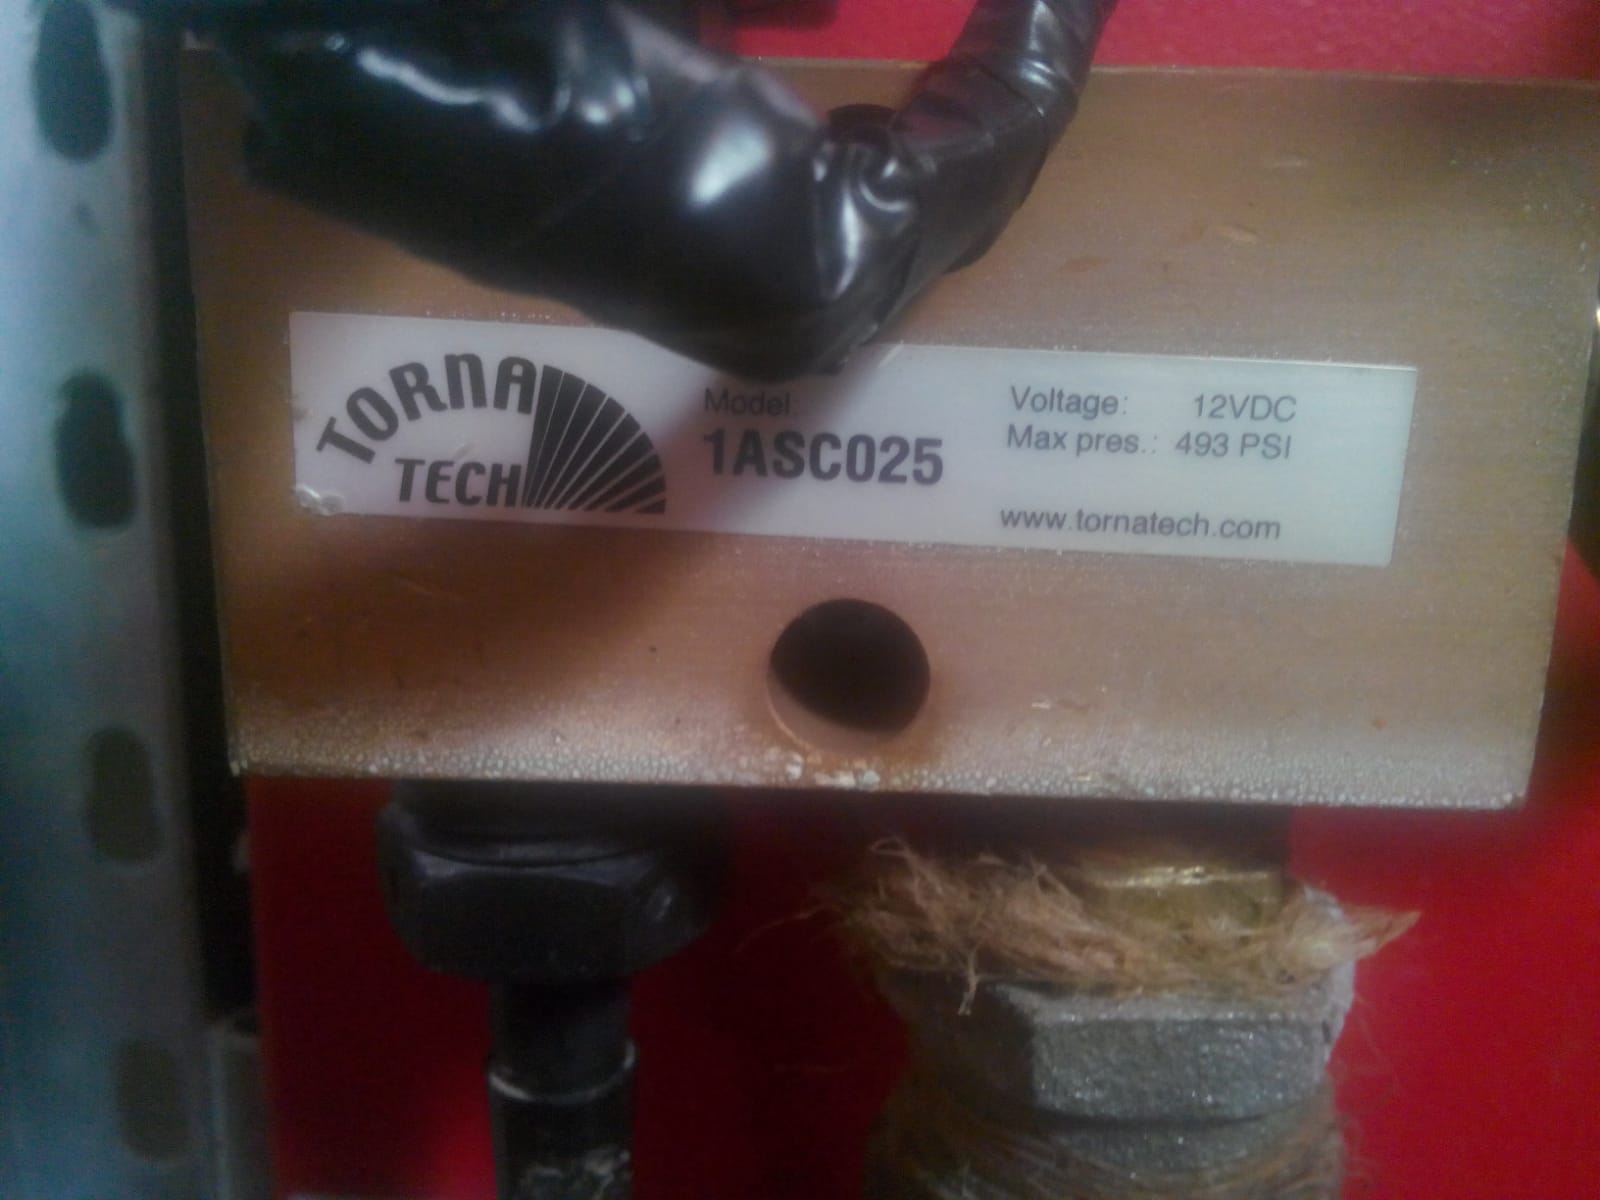 TORNA
TECH
Model:
1ASC025
Voltage: 12VDC
Max pres.: 493 PSI
www.tornatech.com